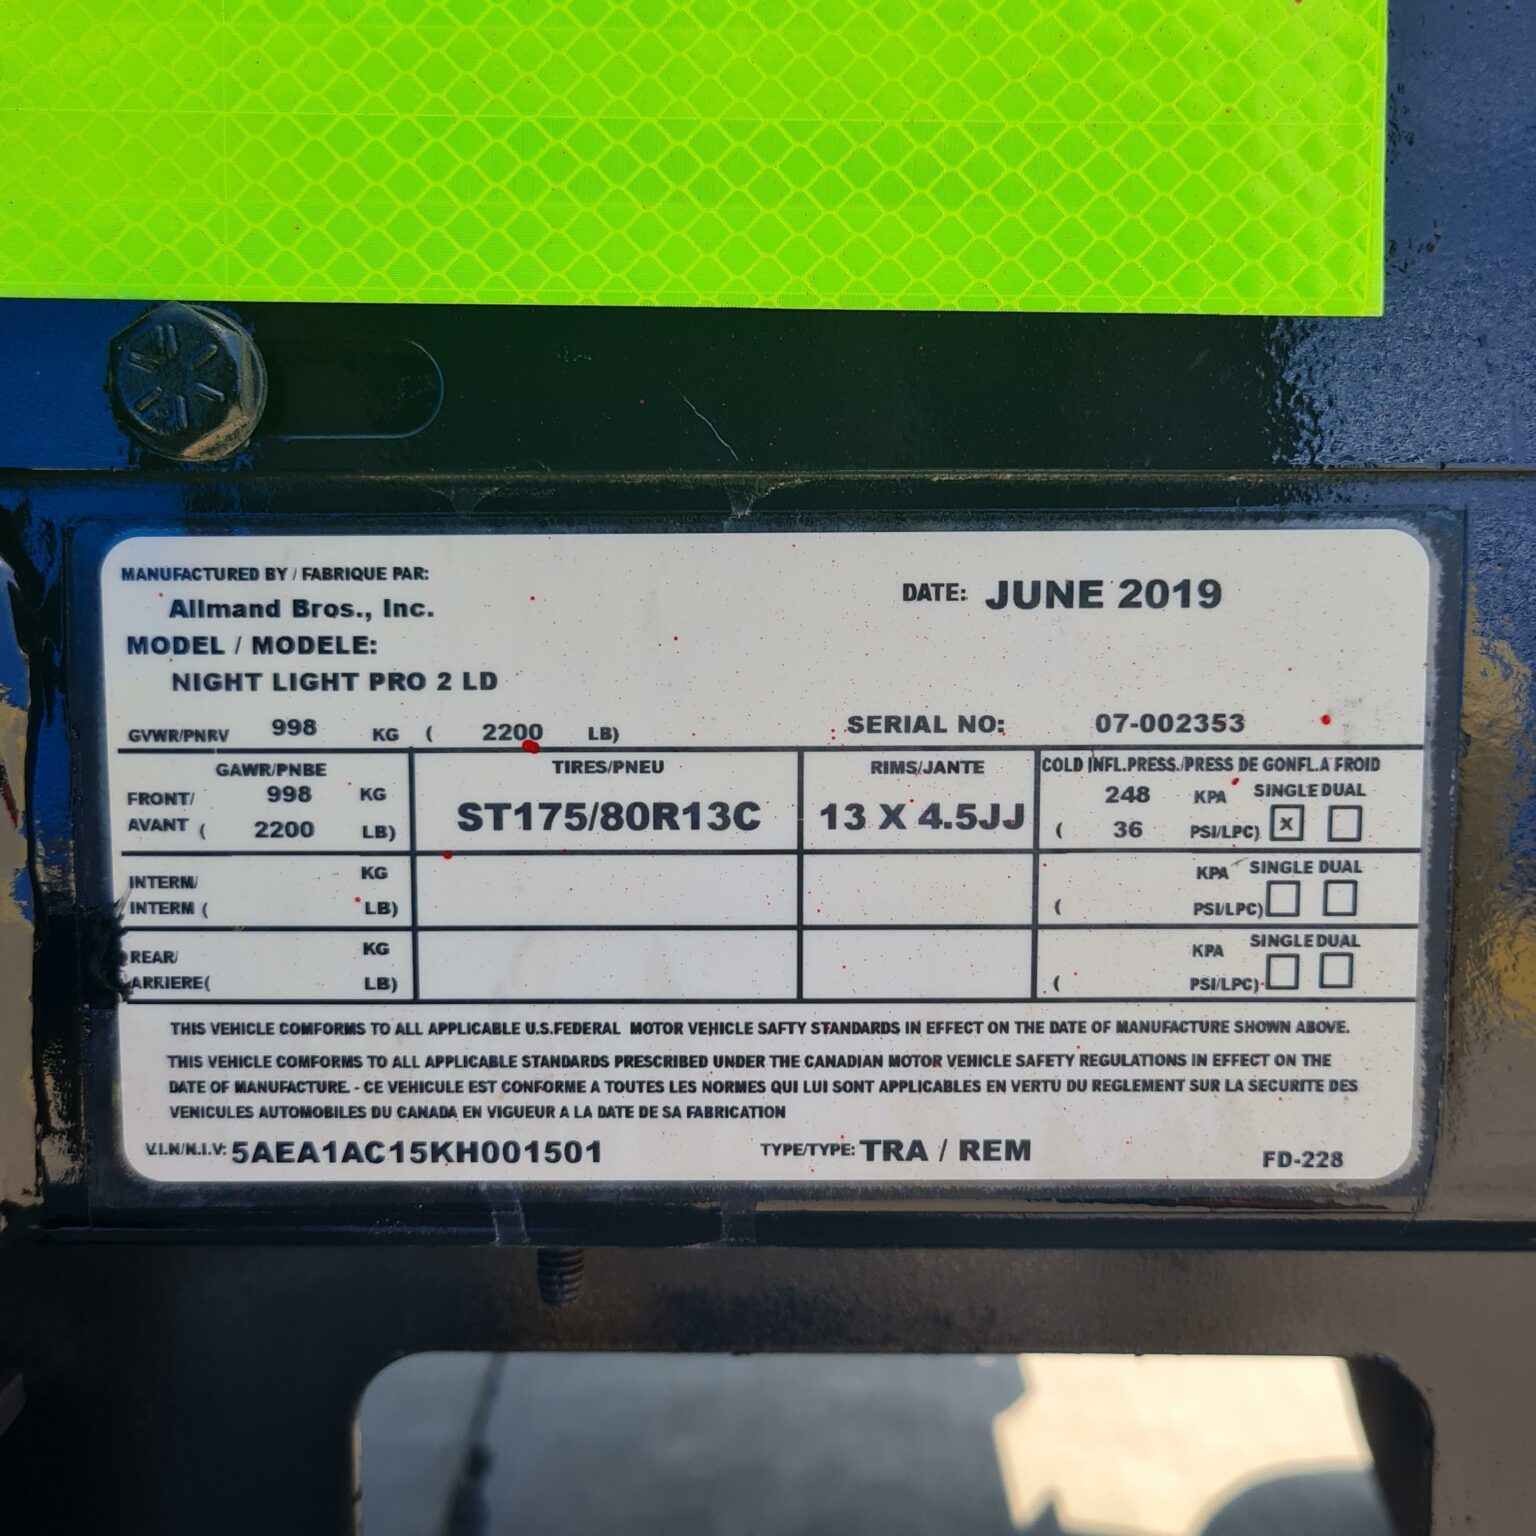 MANUFACTURED BY / FABRIQUE PAR:
Allmand Bros., Inc.
DATE: JUNE 2019
MODEL / MODELE:
NIGHT LIGHT PRO 2 LD
GVWR/PNRV 998 KG ( 2200 LB) SERIAL NO: 07-002353
GAWR/PNBE TIRES/PNEU RIMS/JANTE COLD INFL.PRESS./PRESS DE GONFL.A FROID
FRONT/ 998 KG ST175/80R13C 13 X 4.5JJ 248 KPA SINGLE DUAL
AVANT ( 2200 LB) ( 36 PSI/LPC) X
INTERM/ KG KPA SINGLE DUAL
INTERM ( LB) ( PSI/LPC)
REAR/ KG KPA SINGLE DUAL
ARRIERE( LB) ( PSI/LPC)
THIS VEHICLE COMFORMS TO ALL APPLICABLE U.S.FEDERAL MOTOR VEHICLE SAFTY STANDARDS IN EFFECT ON THE DATE OF MANUFACTURE SHOWN ABOVE.
THIS VEHICLE COMFORMS TO ALL APPLICABLE STANDARDS PRESCRIBED UNDER THE CANADIAN MOTOR VEHICLE SAFETY REGULATIONS IN EFFECT ON THE
DATE OF MANUFACTURE. - CE VEHICULE EST CONFORME A TOUTES LES NORMES QUI LUI SONT APPLICABLES EN VERTU DU REGLEMENT SUR LA SECURITE DES
VENICULES AUTOMOBILES DU CANADA EN VIGUEUR A LA DATE DE SA FABRICATION
V.I.N/N.I.V: 5AEA1AC15KH001501 TYPE/TYPE: TRA / REM FD-228